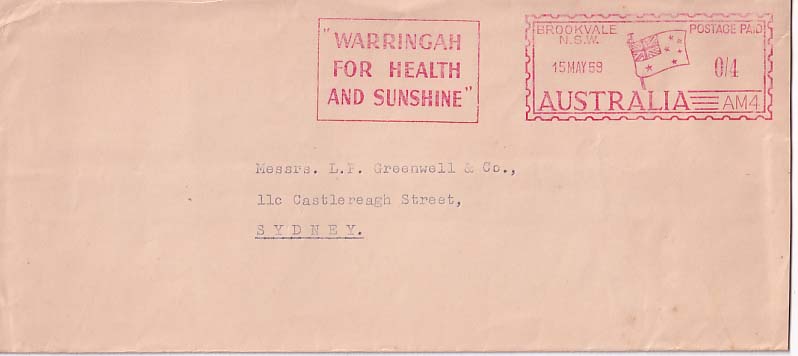 "WARRINGAH
FOR HEALTH
AND SUNSHINE"
BROOKVALE
N.S.W.
POSTAGE PAID
15 MAY 59
0/4
AUSTRALIA AM4
Messrs. L.P. Greenwell & Co.,
11c Castlereagh Street,
SYDNEY.